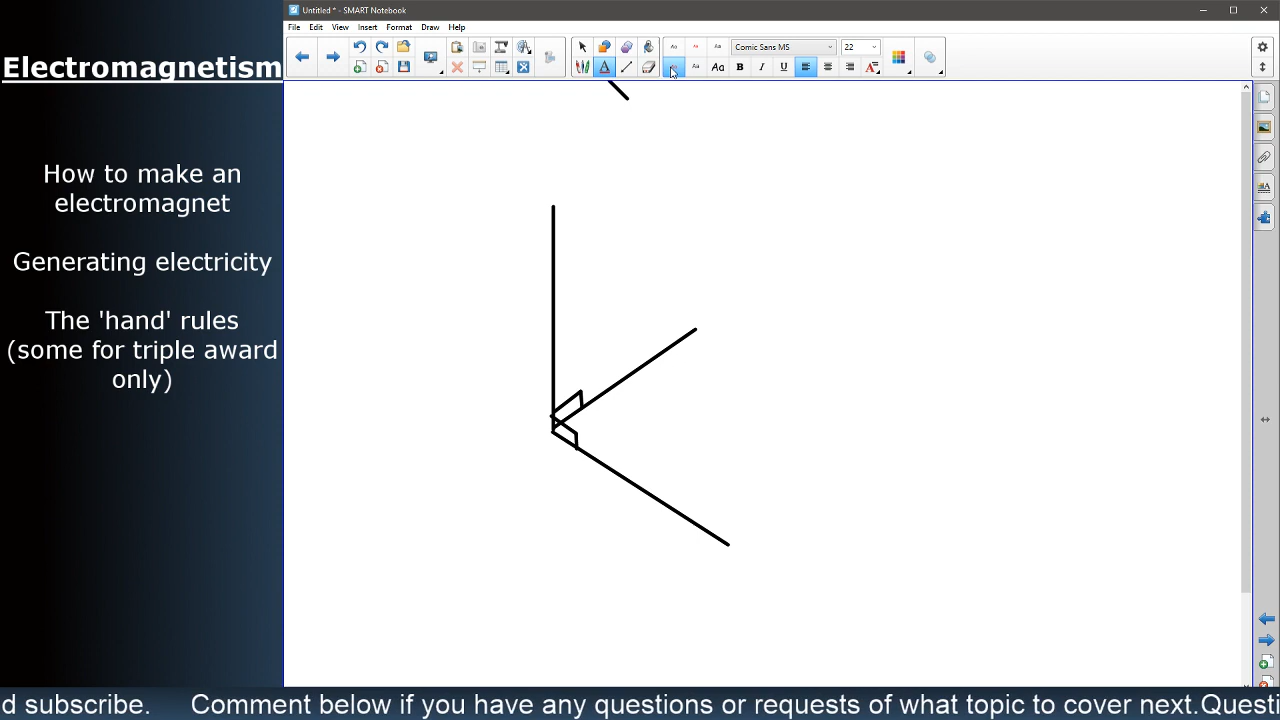 Untitled * - SMART Notebook
File Edit View Insert Format Draw Help
Comic Sans MS 22
B I U
Electromagnetism
How to make an
electromagnet
Generating electricity
The 'hand' rules
(some for triple award
only)
d subscribe. Comment below if you have any questions or requests of what topic to cover next.Questi